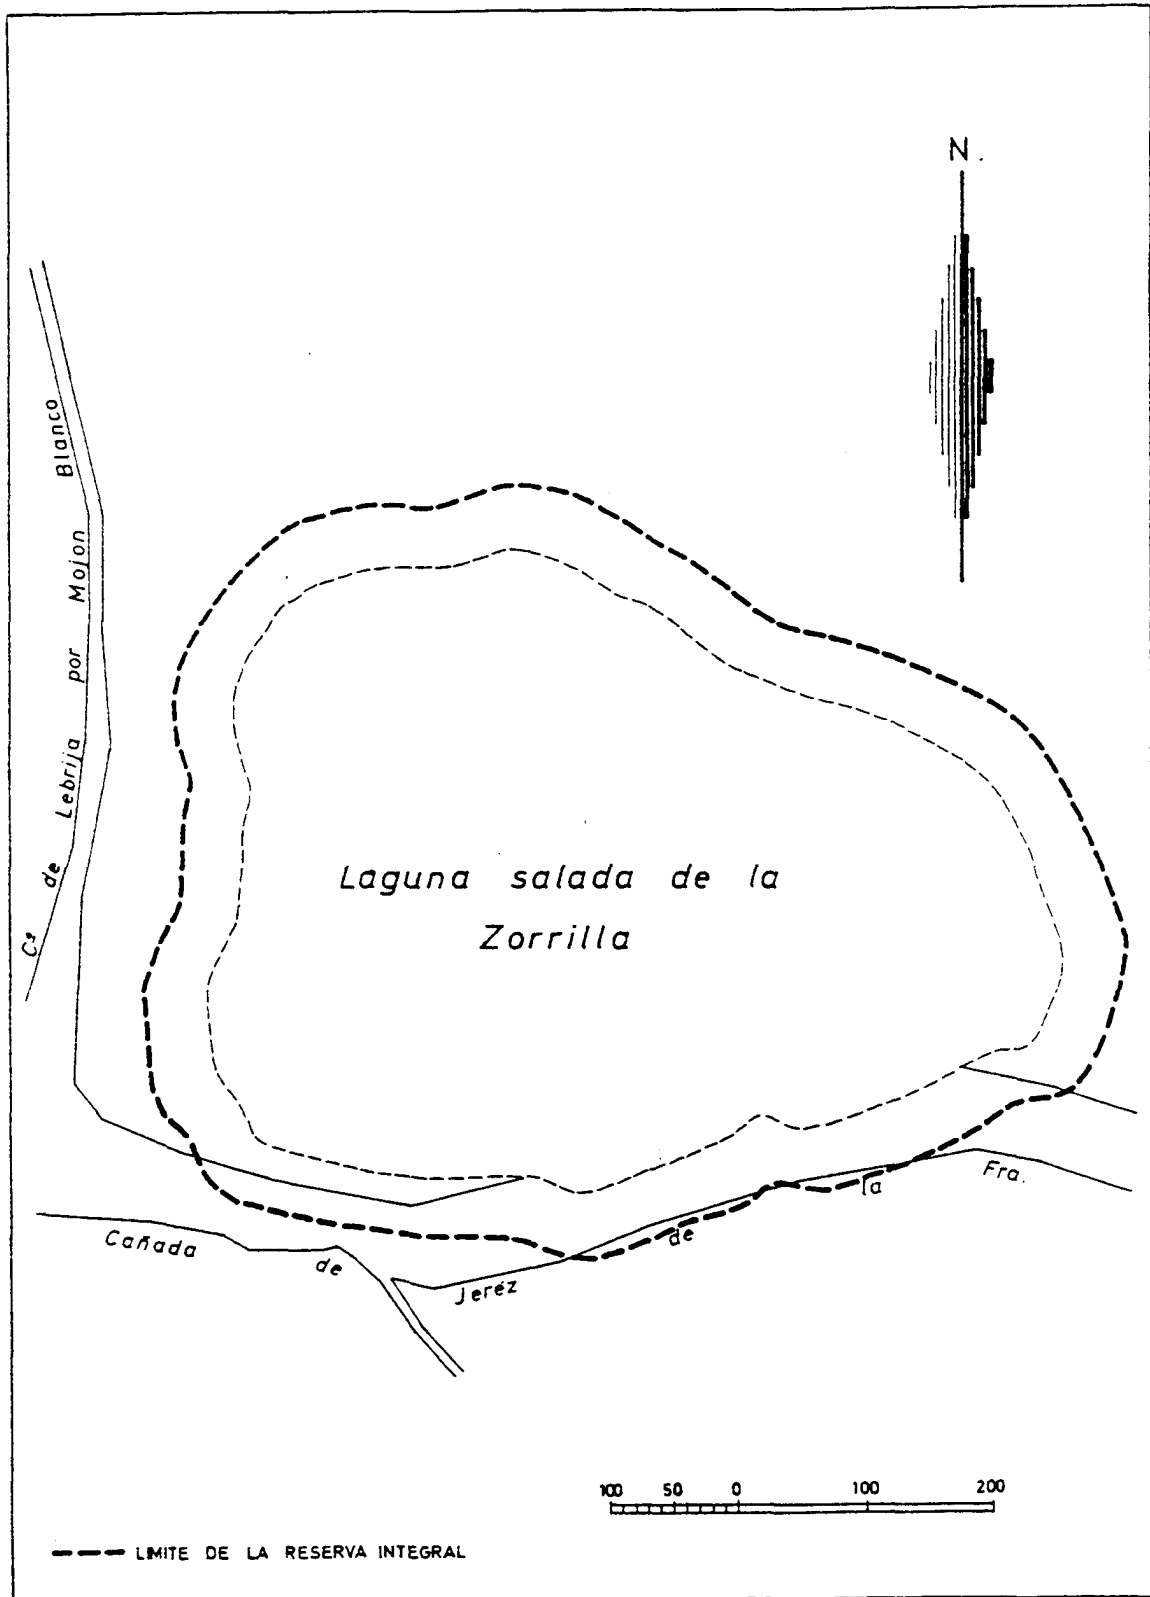 N.
Cº de Lebrija por Mojon Blanco
Laguna salada de la
Zorrilla
Cañada de Jeréz de la Fra.
100 50 0 100 200
LIMITE DE LA RESERVA INTEGRAL